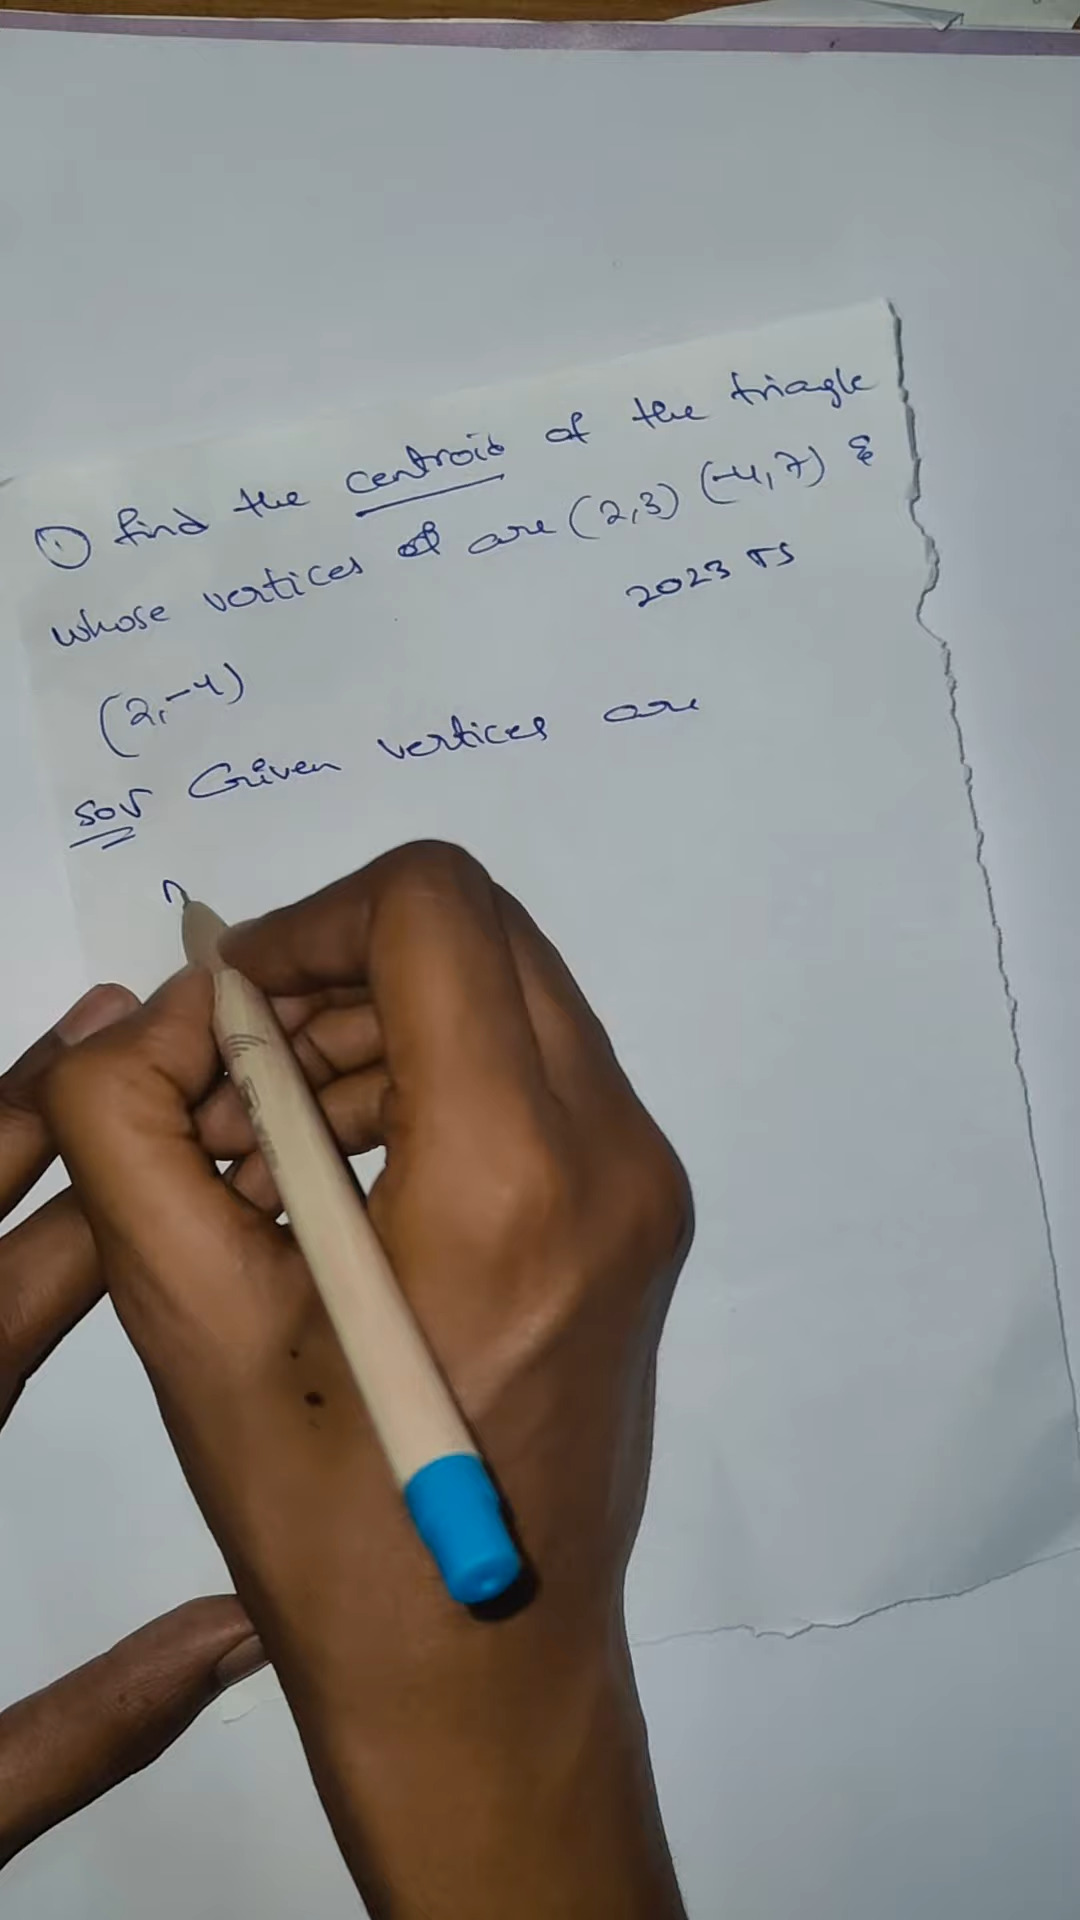 ① find the centroid of the triagle
whose vertices of are (2,3) (-4,7) &
2023 TS
(2,-4)
Sol Given vertices are